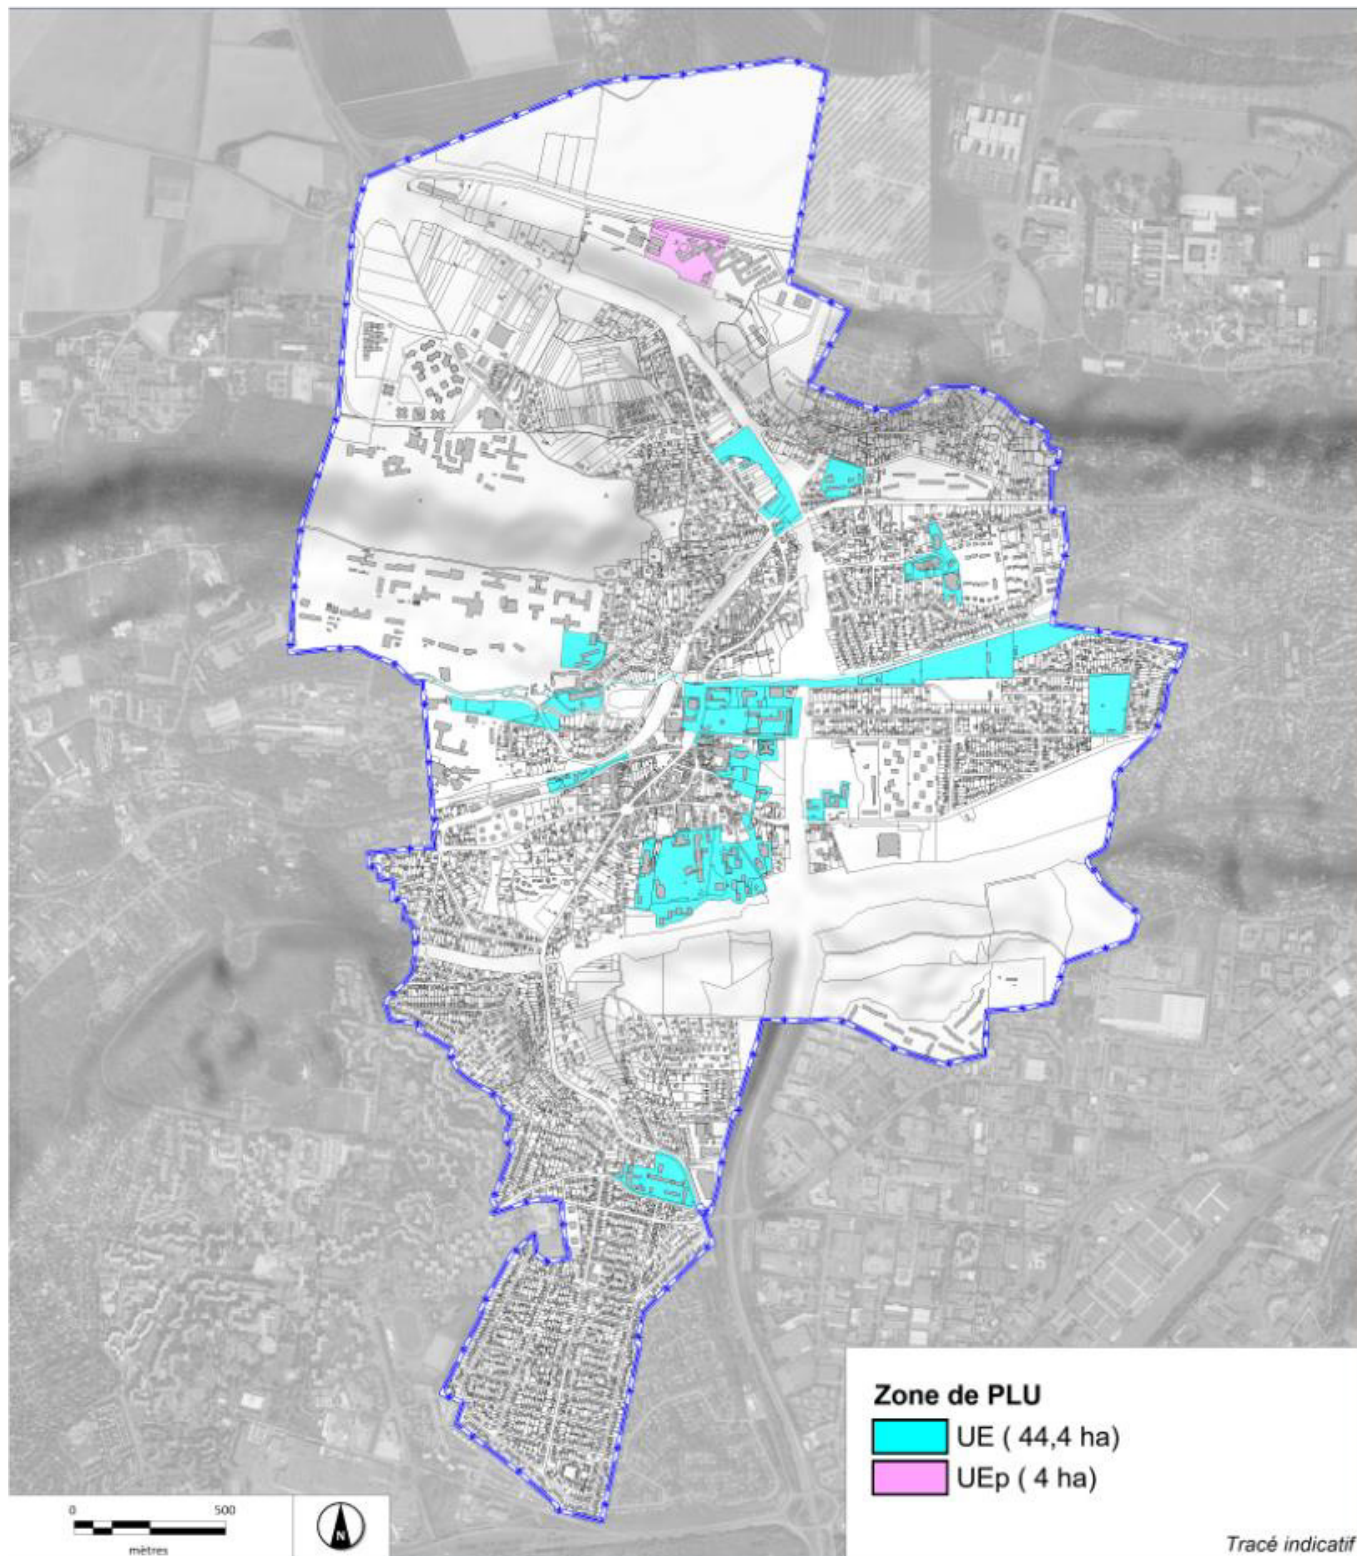 Zone de PLU
UE ( 44,4 ha)
UEp ( 4 ha)
0 500
mètres
N
Tracé indicatif